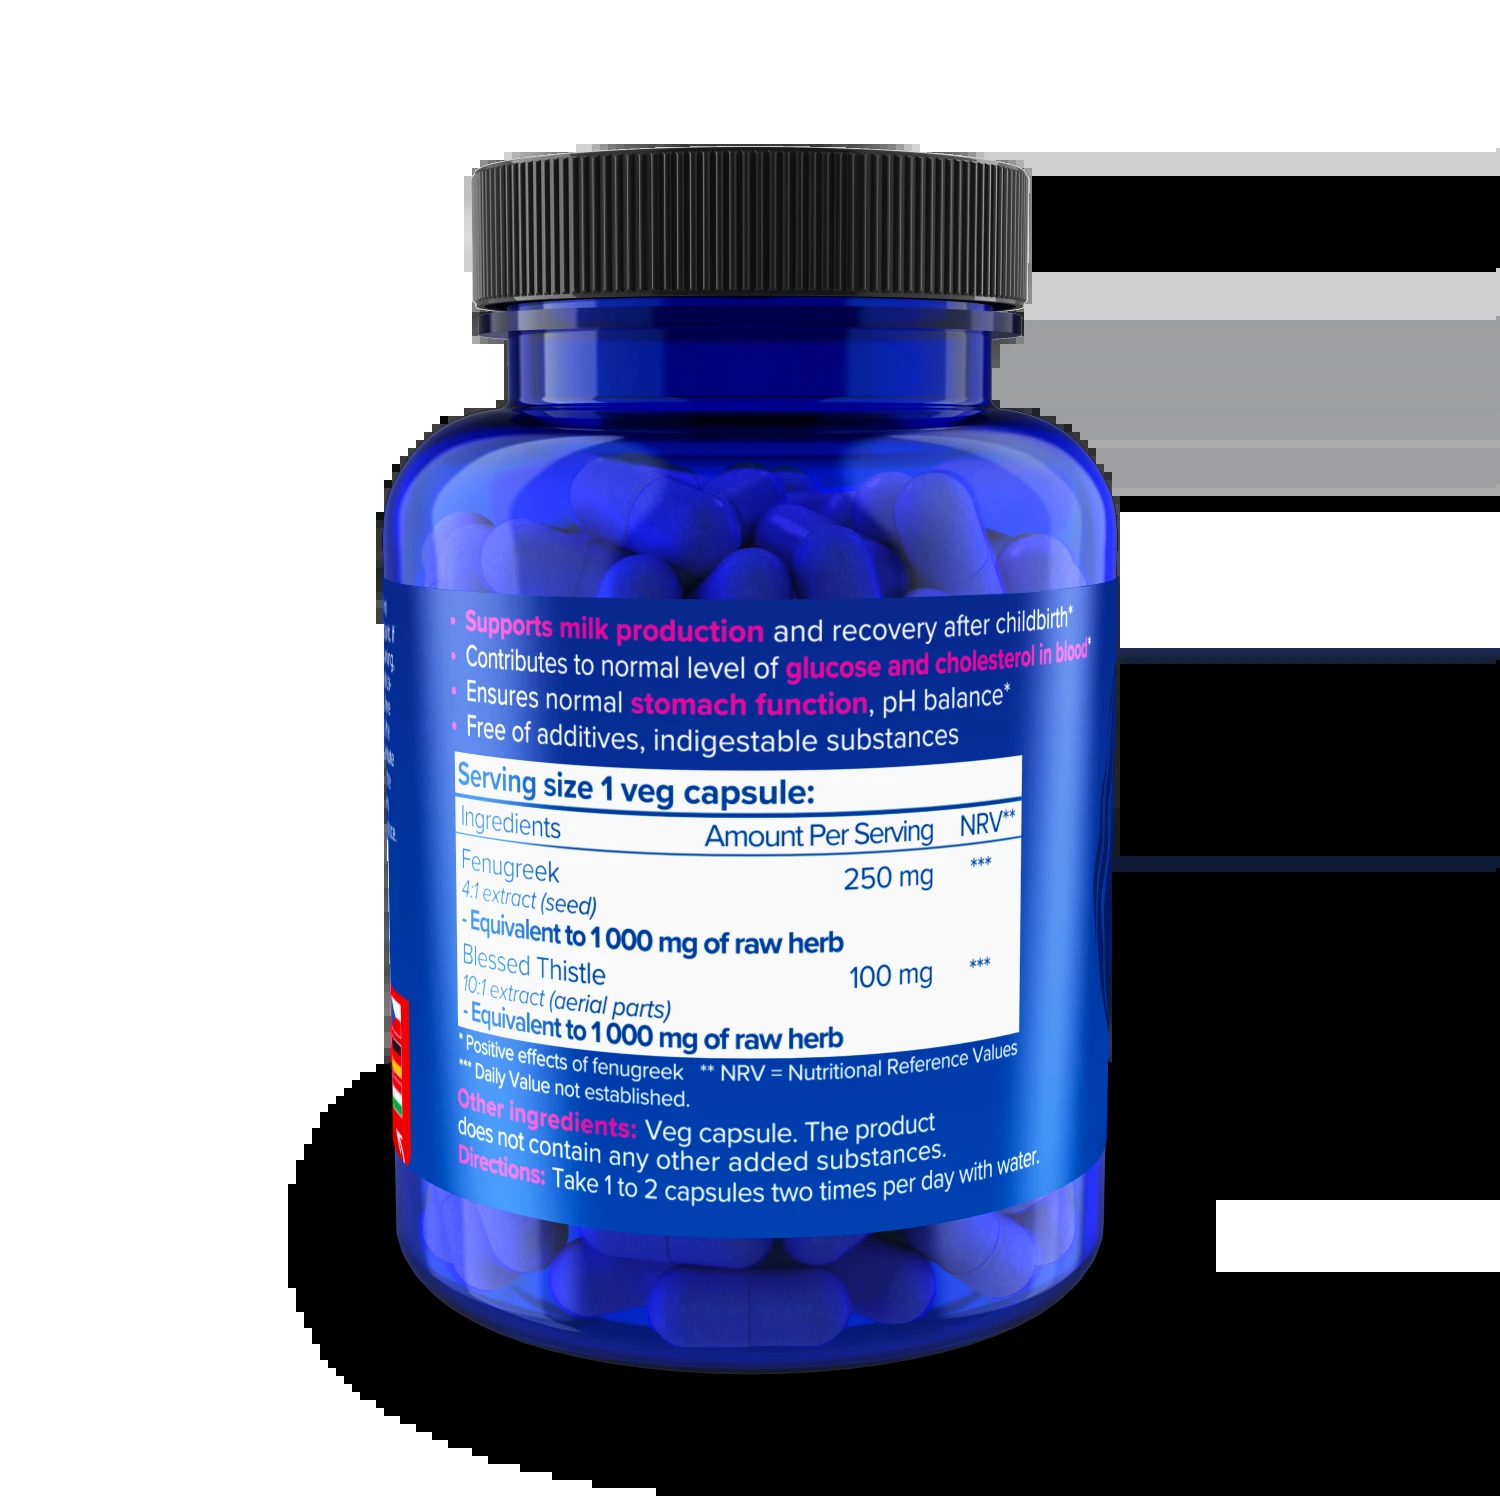 • Supports milk production and recovery after childbirth*
• Contributes to normal level of glucose and cholesterol in blood*
• Ensures normal stomach function, pH balance*
• Free of additives, indigestable substances
Serving size 1 veg capsule:
Ingredients Amount Per Serving NRV**
Fenugreek 250 mg ***
4:1 extract (seed)
- Equivalent to 1 000 mg of raw herb
Blessed Thistle 100 mg ***
10:1 extract (aerial parts)
- Equivalent to 1 000 mg of raw herb
* Positive effects of fenugreek ** NRV = Nutritional Reference Values
*** Daily Value not established.
Other ingredients: Veg capsule. The product
does not contain any other added substances.
Directions: Take 1 to 2 capsules two times per day with water.